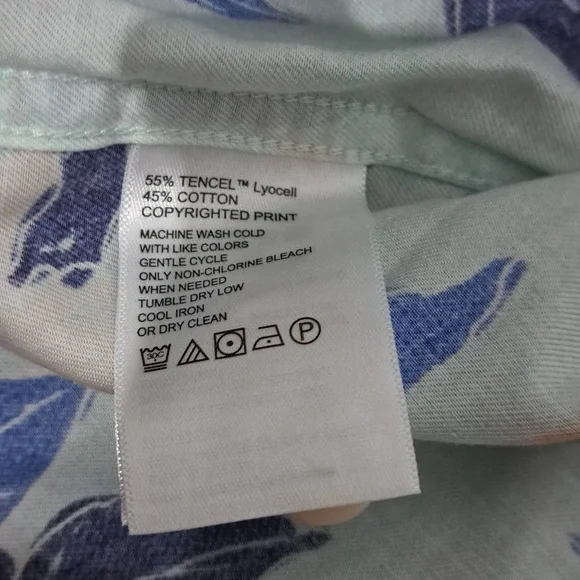 55% TENCEL™ Lyocell
45% COTTON
COPYRIGHTED PRINT
MACHINE WASH COLD
WITH LIKE COLORS
GENTLE CYCLE
ONLY NON-CHLORINE BLEACH
WHEN NEEDED
TUMBLE DRY LOW
COOL IRON
OR DRY CLEAN
30C P